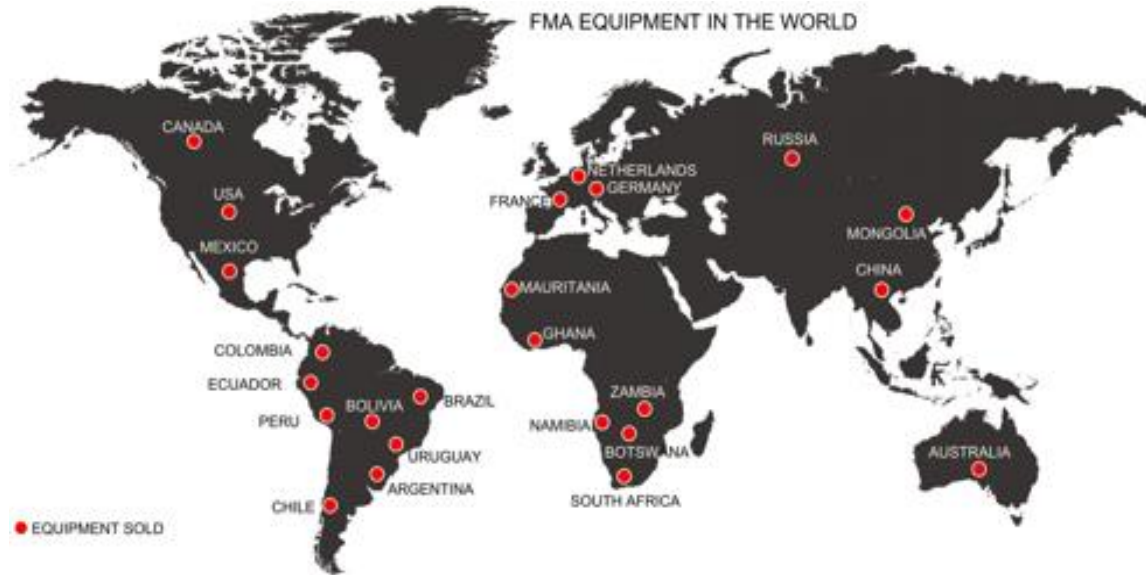 FMA EQUIPMENT IN THE WORLD
CANADA
RUSSIA
NETHERLANDS
GERMANY
USA
FRANCE
MONGOLIA
MEXICO
CHINA
MAURITANIA
GHANA
COLOMBIA
ECUADOR
ZAMBIA
BRAZIL
BOLIVIA
PERU
NAMIBIA
BOTSWANA
AUSTRALIA
URUGUAY
ARGENTINA
SOUTH AFRICA
CHILE
EQUIPMENT SOLD